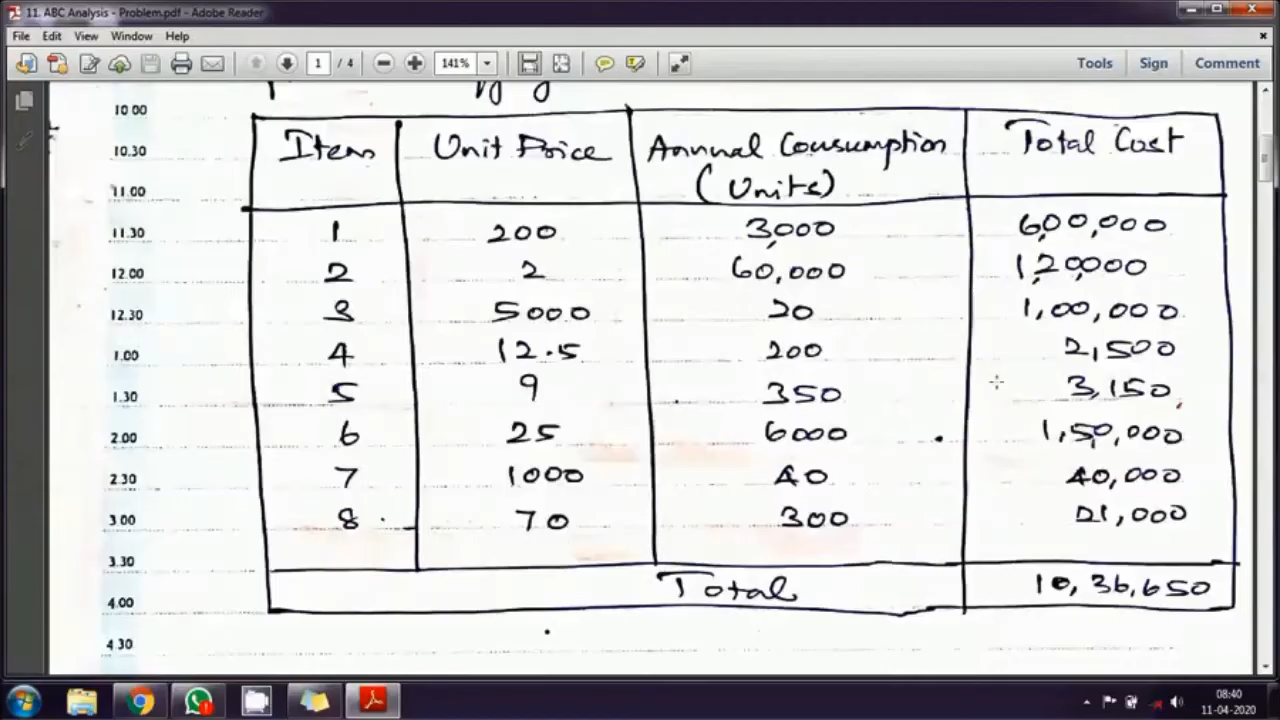 11. ABC Analysis - Problem.pdf - Adobe Reader
File Edit View Window Help
1 / 4 141% Tools Sign Comment
10 00
10.30
11.00
11.30
12.00
12.30
1.00
1.30
2.00
2.30
3.00
3.30
4.00
4.30
Item Unit Price Annual Consumption (Units) Total Cost
1 200 3,000 6,00,000
2 2 60,000 1,20,000
3 5000 20 1,00,000
4 12.5 200 2,500
5 9 350 3,150
6 25 6000 1,50,000
7 1000 40 40,000
8 70 300 21,000
Total 10,36,650
08:40
11-04-2020